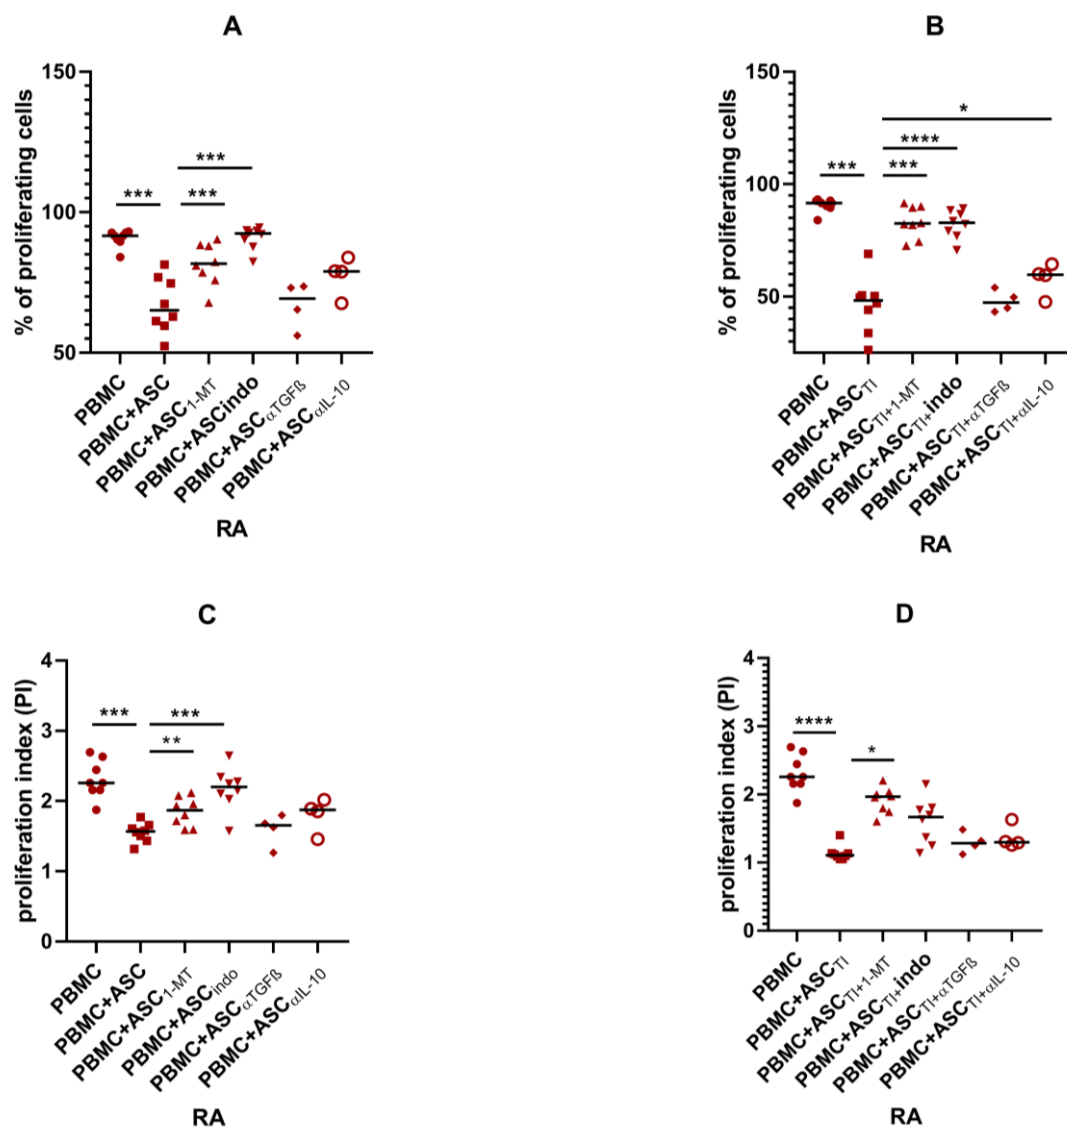 A
% of proliferating cells
150
100
50
***
***
***
PBMC
PBMC+ASC
PBMC+ASC1-MT
PBMC+ASCindo
PBMC+ASCαTGFß
PBMC+ASCαIL-10
RA
B
% of proliferating cells
150
100
50
*
****
***
***
PBMC
PBMC+ASCTI
PBMC+ASCTI+1-MT
PBMC+ASCTI+indo
PBMC+ASCTI+αTGFß
PBMC+ASCTI+αIL-10
RA
C
proliferation index (PI)
4
3
2
1
0
***
***
**
PBMC
PBMC+ASC
PBMC+ASC1-MT
PBMC+ASCindo
PBMC+ASCαTGFß
PBMC+ASCαIL-10
RA
D
proliferation index (PI)
4
3
2
1
0
****
*
PBMC
PBMC+ASCTI
PBMC+ASCTI+1-MT
PBMC+ASCTI+indo
PBMC+ASCTI+αTGFß
PBMC+ASCTI+αIL-10
RA